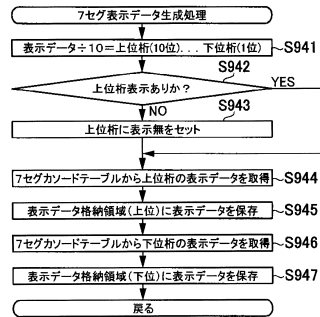 7セグ表示データ生成処理
表示データ÷10=上位桁(10位)...下位桁(1位)
S941
S942
上位桁表示ありか?
YES
NO
S943
上位桁に表示無をセット
7セグカソードテーブルから上位桁の表示データを取得
S944
表示データ格納領域(上位)に表示データを保存
S945
7セグカソードテーブルから下位桁の表示データを取得
S946
表示データ格納領域(下位)に表示データを保存
S947
戻る